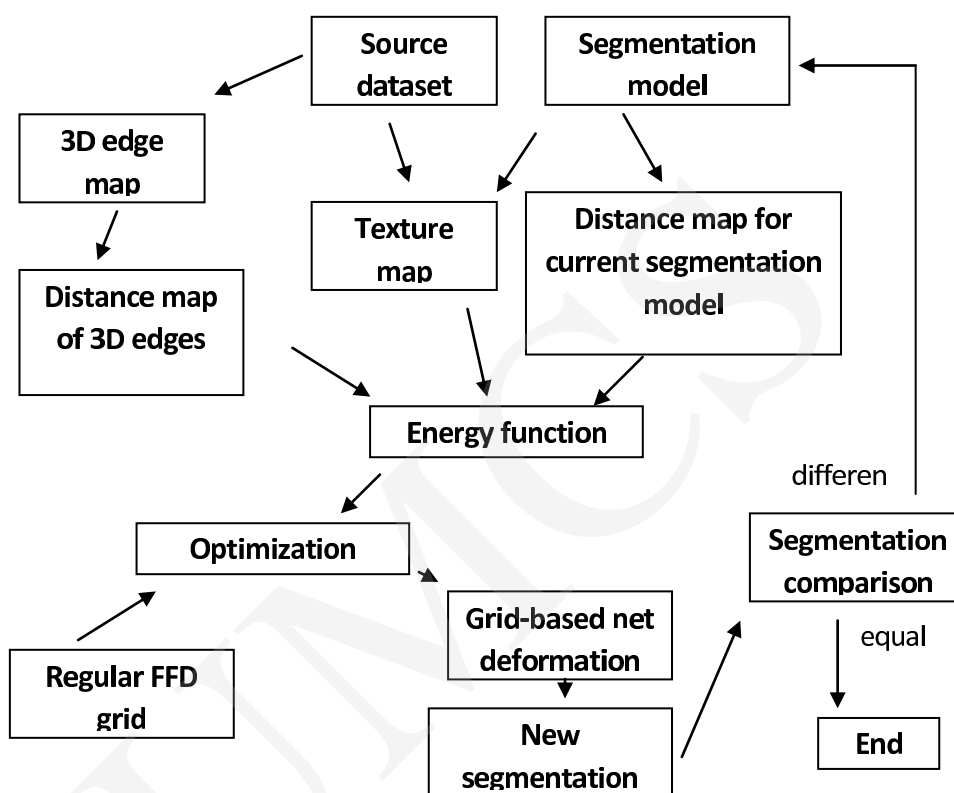 Source
dataset
Segmentation
model
3D edge
map
Texture
map
Distance map for
current segmentation
model
Distance map
of 3D edges
Energy function
differen
Optimization
Segmentation
comparison
Grid-based net
deformation
equal
Regular FFD
grid
New
segmentation
End
UMCS